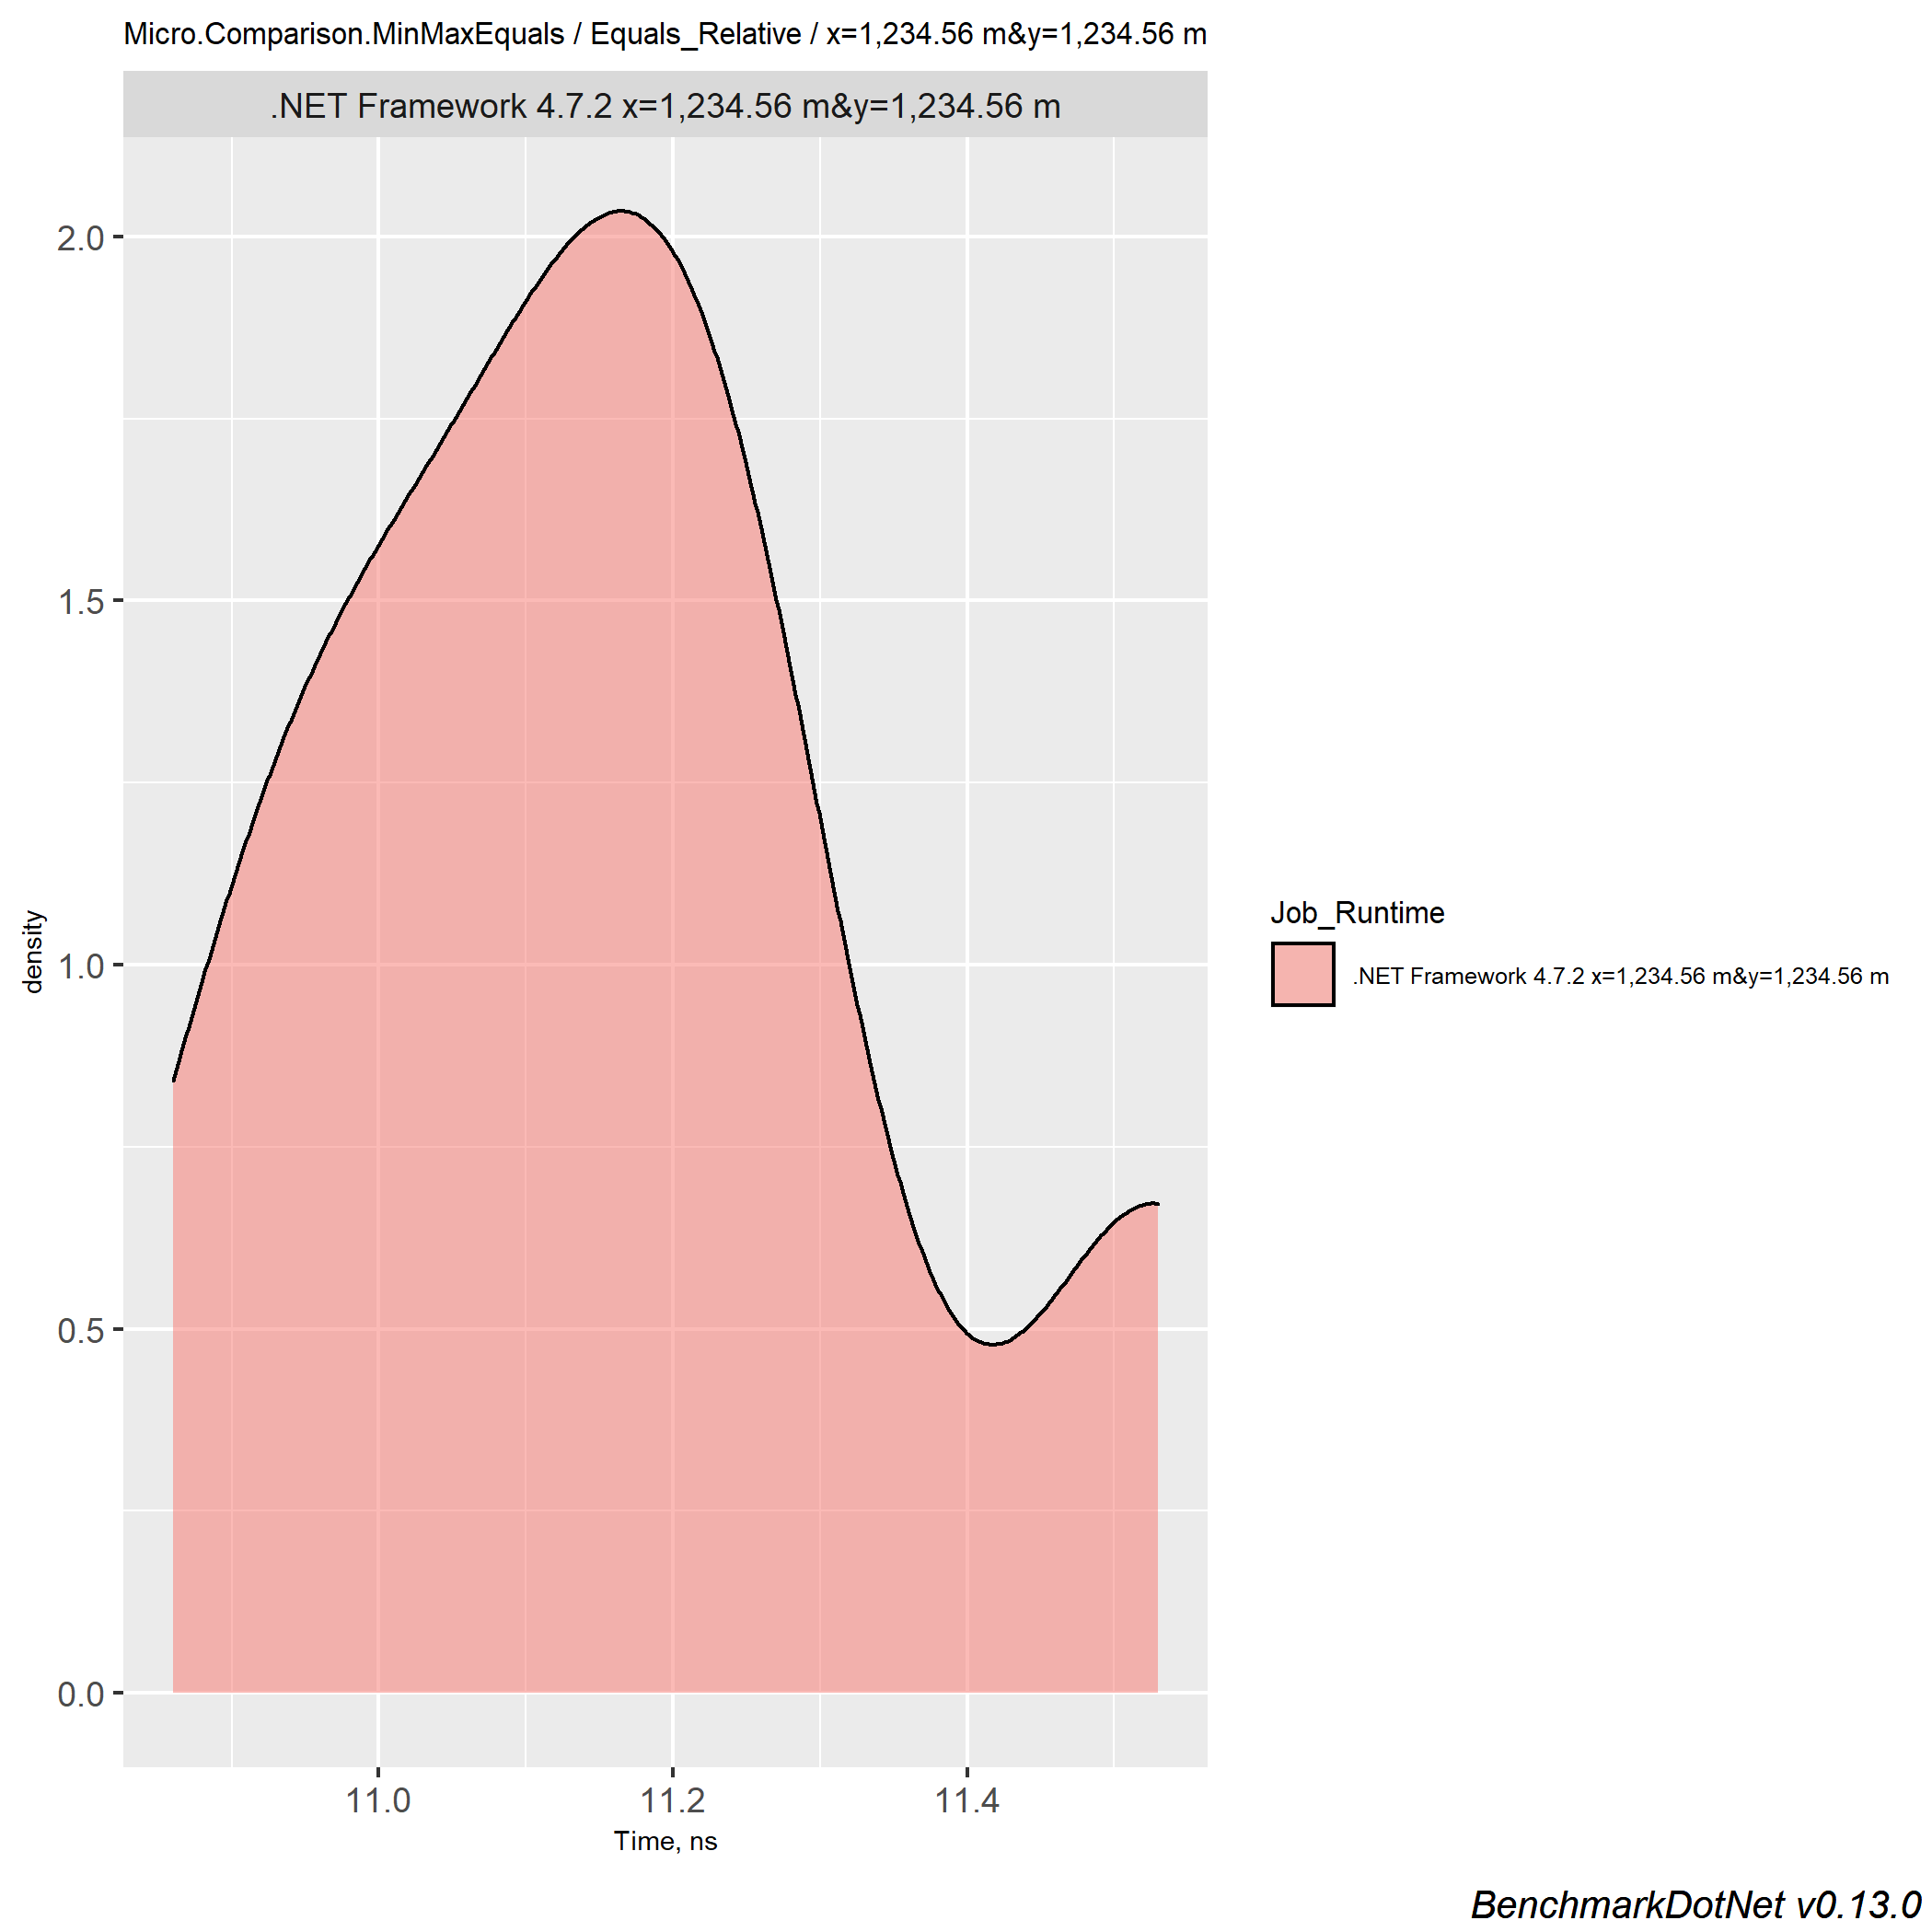 Micro.Comparison.MinMaxEquals / Equals_Relative / x=1,234.56 m&y=1,234.56 m
.NET Framework 4.7.2 x=1,234.56 m&y=1,234.56 m
2.0
1.5
1.0
0.5
0.0
density
11.0 11.2 11.4
Time, ns
Job_Runtime
.NET Framework 4.7.2 x=1,234.56 m&y=1,234.56 m
BenchmarkDotNet v0.13.0